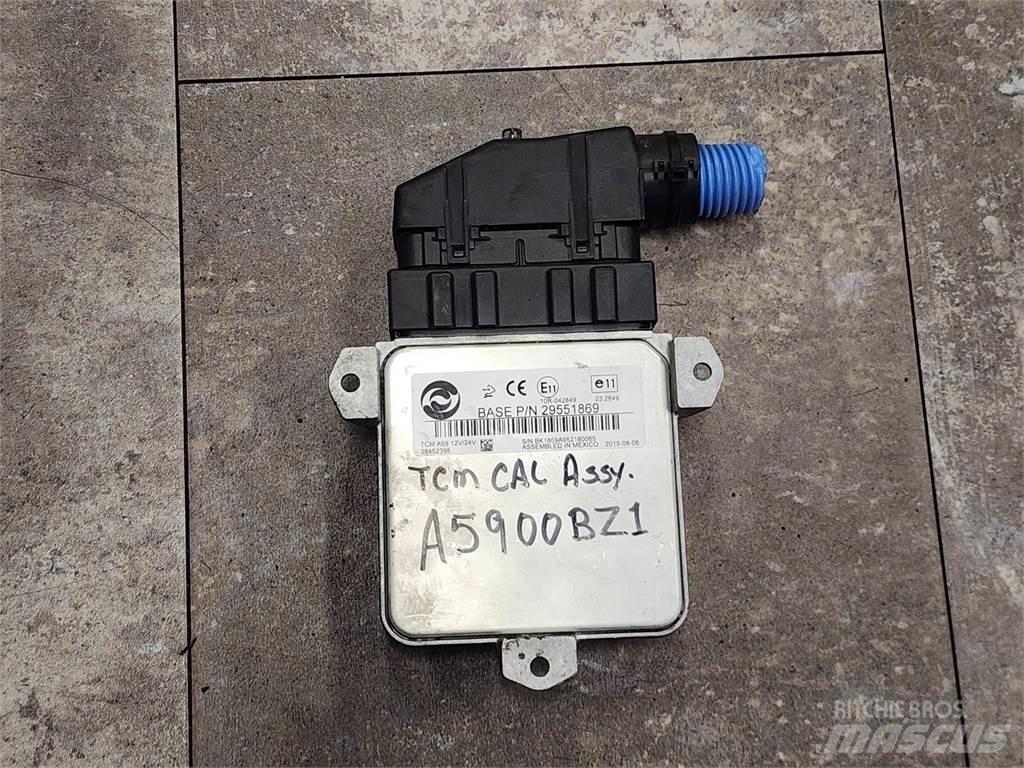 CE E11 e11
10R-042849 03 2849
BASE P/N 29551869
TCM A59 12V/24V S/N BK1869A952180065
28452395 ASSEMBLED IN MEXICO 2015-08-06
TCM CAL ASSY.
A5900BZ1
RITCHIE BROS
MASCUS